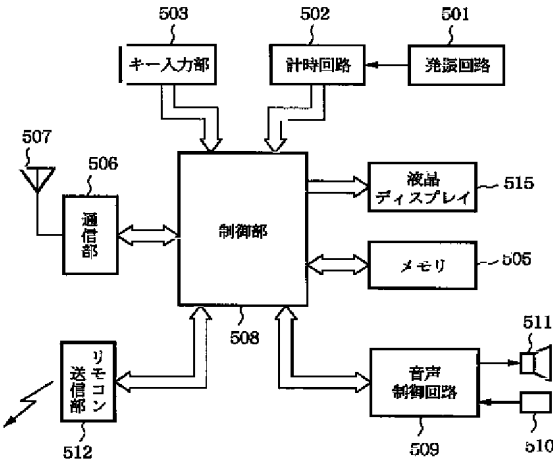 503
502
501
キー入力部
計時回路
発振回路
507
506
通信部
制御部
508
液晶
ディスプレイ
515
メモリ
505
リモコン
送信部
512
音声
制御回路
509
511
510